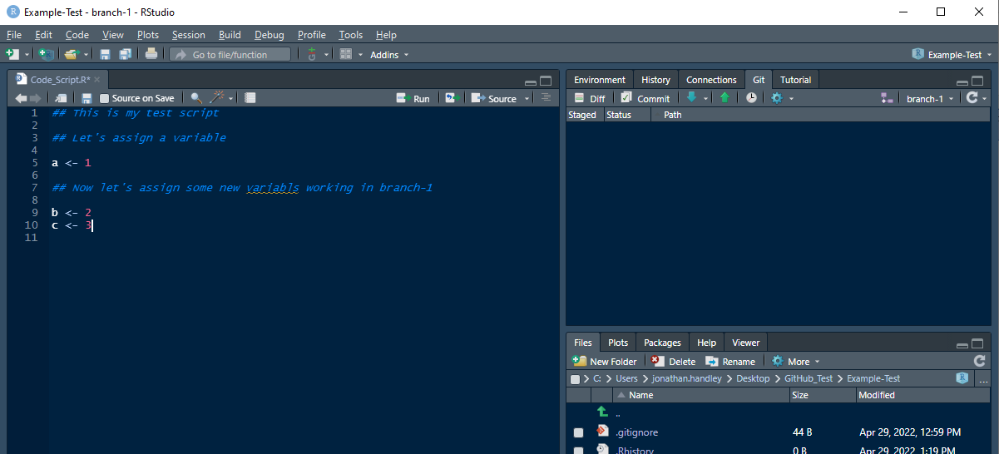 Example-Test - branch-1 - RStudio
File Edit Code View Plots Session Build Debug Profile Tools Help
Go to file/function Addins Example-Test
Code_Script.R*
Source on Save Run Source
1 ## This is my test script
2
3 ## Let's assign a variable
4
5 a <- 1
6
7 ## Now let's assign some new variabls working in branch-1
8
9 b <- 2
10 c <- 3
11
Environment History Connections Git Tutorial
Diff Commit branch-1
Staged Status Path
Files Plots Packages Help Viewer
New Folder Delete Rename More
C: Users jonathan.handley Desktop GitHub_Test Example-Test ...
Name Size Modified
..
.gitignore 44 B Apr 29, 2022, 12:59 PM
.Rhistory 0 B Apr 29, 2022, 1:19 PM